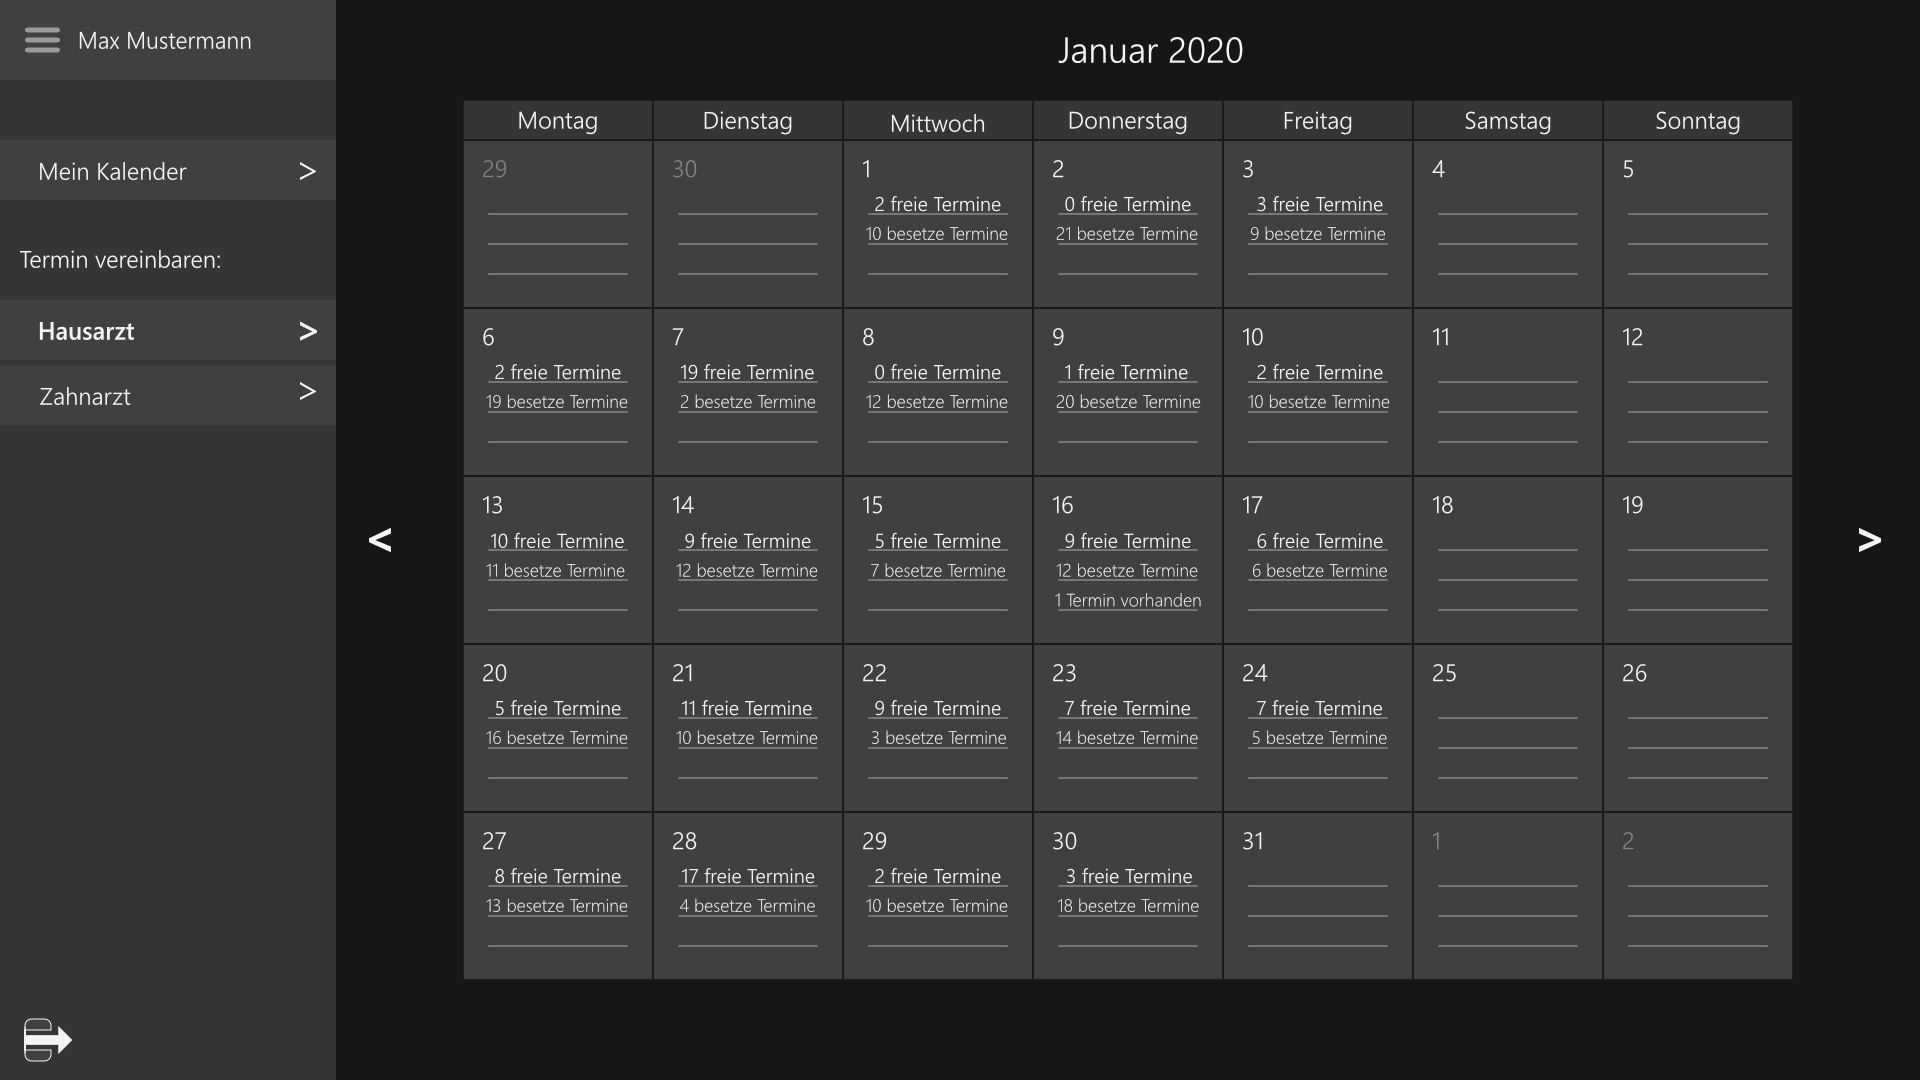 Max Mustermann
Mein Kalender >
Termin vereinbaren:
Hausarzt >
Zahnarzt >
Januar 2020
Montag Dienstag Mittwoch Donnerstag Freitag Samstag Sonntag
29 30 1 2 3 4 5
2 freie Termine 0 freie Termine 3 freie Termine
10 besetze Termine 21 besetze Termine 9 besetze Termine
6 7 8 9 10 11 12
2 freie Termine 19 freie Termine 0 freie Termine 1 freie Termine 2 freie Termine
19 besetze Termine 2 besetze Termine 12 besetze Termine 20 besetze Termine 10 besetze Termine
13 14 15 16 17 18 19
10 freie Termine 9 freie Termine 5 freie Termine 9 freie Termine 6 freie Termine
11 besetze Termine 12 besetze Termine 7 besetze Termine 12 besetze Termine 6 besetze Termine
1 Termin vorhanden
< >
20 21 22 23 24 25 26
5 freie Termine 11 freie Termine 9 freie Termine 7 freie Termine 7 freie Termine
16 besetze Termine 10 besetze Termine 3 besetze Termine 14 besetze Termine 5 besetze Termine
27 28 29 30 31 1 2
8 freie Termine 17 freie Termine 2 freie Termine 3 freie Termine
13 besetze Termine 4 besetze Termine 10 besetze Termine 18 besetze Termine